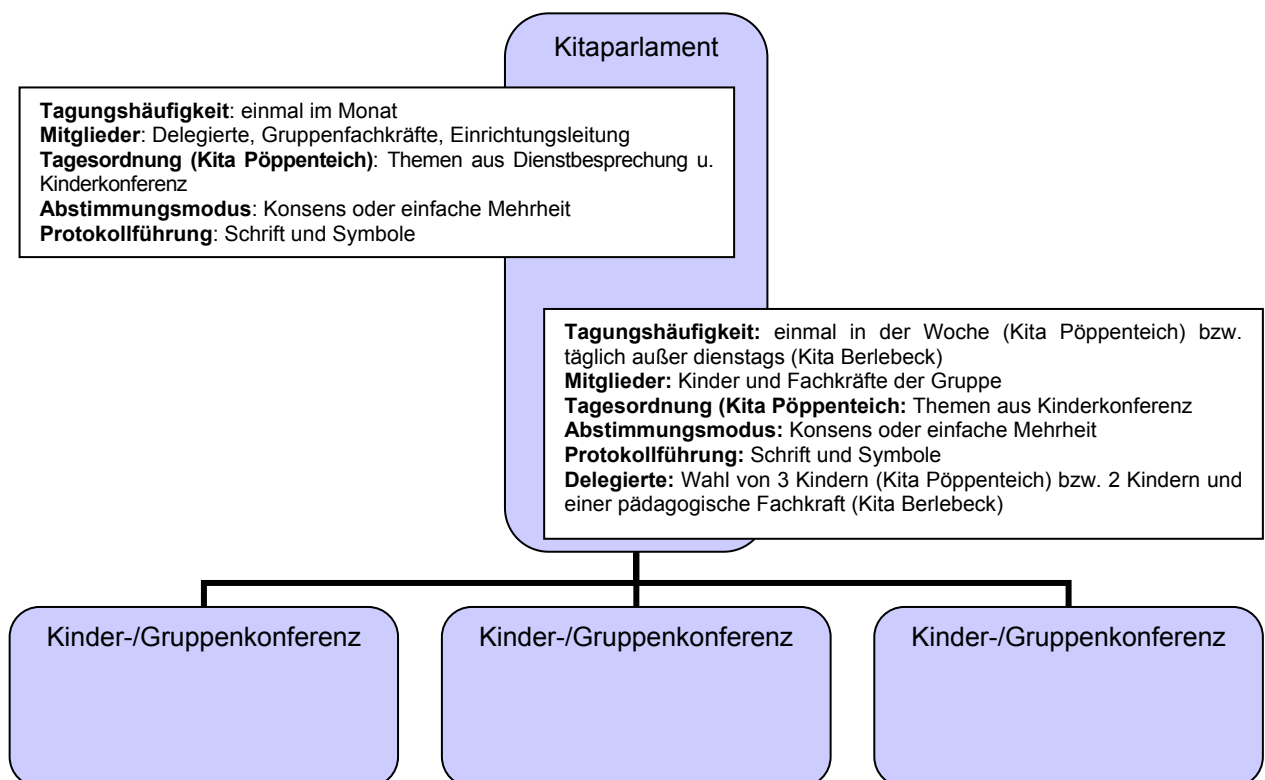 Kitaparlament
Tagungshäufigkeit: einmal im Monat
Mitglieder: Delegierte, Gruppenfachkräfte, Einrichtungsleitung
Tagesordnung (Kita Pöppenteich): Themen aus Dienstbesprechung u.
Kinderkonferenz
Abstimmungsmodus: Konsens oder einfache Mehrheit
Protokollführung: Schrift und Symbole
Tagungshäufigkeit: einmal in der Woche (Kita Pöppenteich) bzw.
täglich außer dienstags (Kita Berlebeck)
Mitglieder: Kinder und Fachkräfte der Gruppe
Tagesordnung (Kita Pöppenteich: Themen aus Kinderkonferenz
Abstimmungsmodus: Konsens oder einfache Mehrheit
Protokollführung: Schrift und Symbole
Delegierte: Wahl von 3 Kindern (Kita Pöppenteich) bzw. 2 Kindern und
einer pädagogische Fachkraft (Kita Berlebeck)
Kinder-/Gruppenkonferenz
Kinder-/Gruppenkonferenz
Kinder-/Gruppenkonferenz